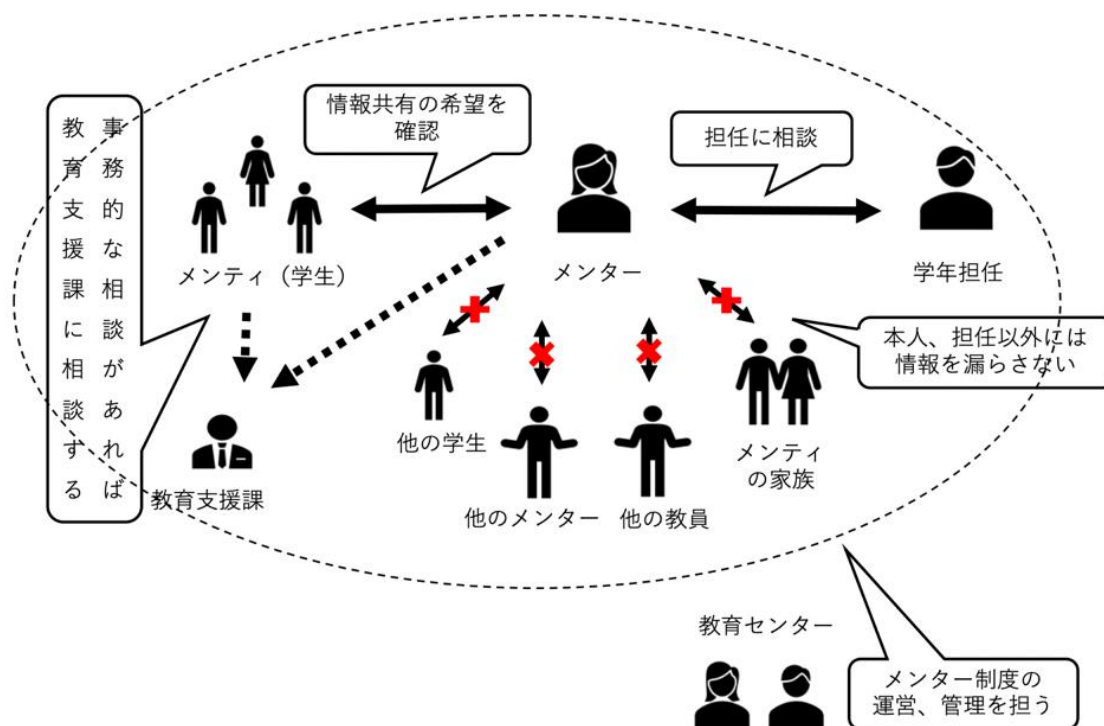 事務的な相談があれば
教育支援課に相談する
情報共有の希望を
確認
担任に相談
メンティ（学生）
メンター
学年担任
本人、担任以外には
情報を漏らさない
他の学生
メンティ
の家族
教育支援課
他のメンター
他の教員
教育センター
メンター制度の
運営、管理を担う